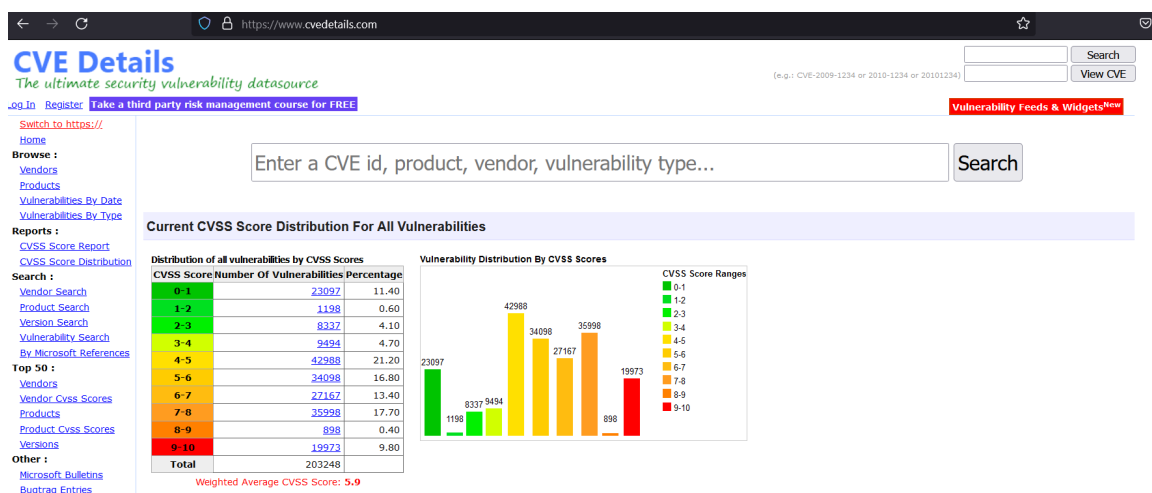 https://www.cvedetails.com
CVE Details
The ultimate security vulnerability datasource
Search
(e.g.: CVE-2009-1234 or 2010-1234 or 20101234)
View CVE
og In Register Take a third party risk management course for FREE
Vulnerability Feeds & WidgetsNew
Switch to https://
Home
Browse :
Vendors
Products
Vulnerabilities By Date
Vulnerabilities By Type
Reports :
CVSS Score Report
CVSS Score Distribution
Search :
Vendor Search
Product Search
Version Search
Vulnerability Search
By Microsoft References
Top 50 :
Vendors
Vendor Cvss Scores
Products
Product Cvss Scores
Versions
Other :
Microsoft Bulletins
Bugtraq Entries
Enter a CVE id, product, vendor, vulnerability type...
Search
Current CVSS Score Distribution For All Vulnerabilities
Distribution of all vulnerabilities by CVSS Scores
CVSS Score Number Of Vulnerabilities Percentage
0-1 23097 11.40
1-2 1198 0.60
2-3 8337 4.10
3-4 9494 4.70
4-5 42988 21.20
5-6 34098 16.80
6-7 27167 13.40
7-8 35998 17.70
8-9 898 0.40
9-10 19973 9.80
Total 203248
Weighted Average CVSS Score: 5.9
Vulnerability Distribution By CVSS Scores
23097
1198
8337
9494
42988
34098
27167
35998
898
19973
CVSS Score Ranges
0-1
1-2
2-3
3-4
4-5
5-6
6-7
7-8
8-9
9-10